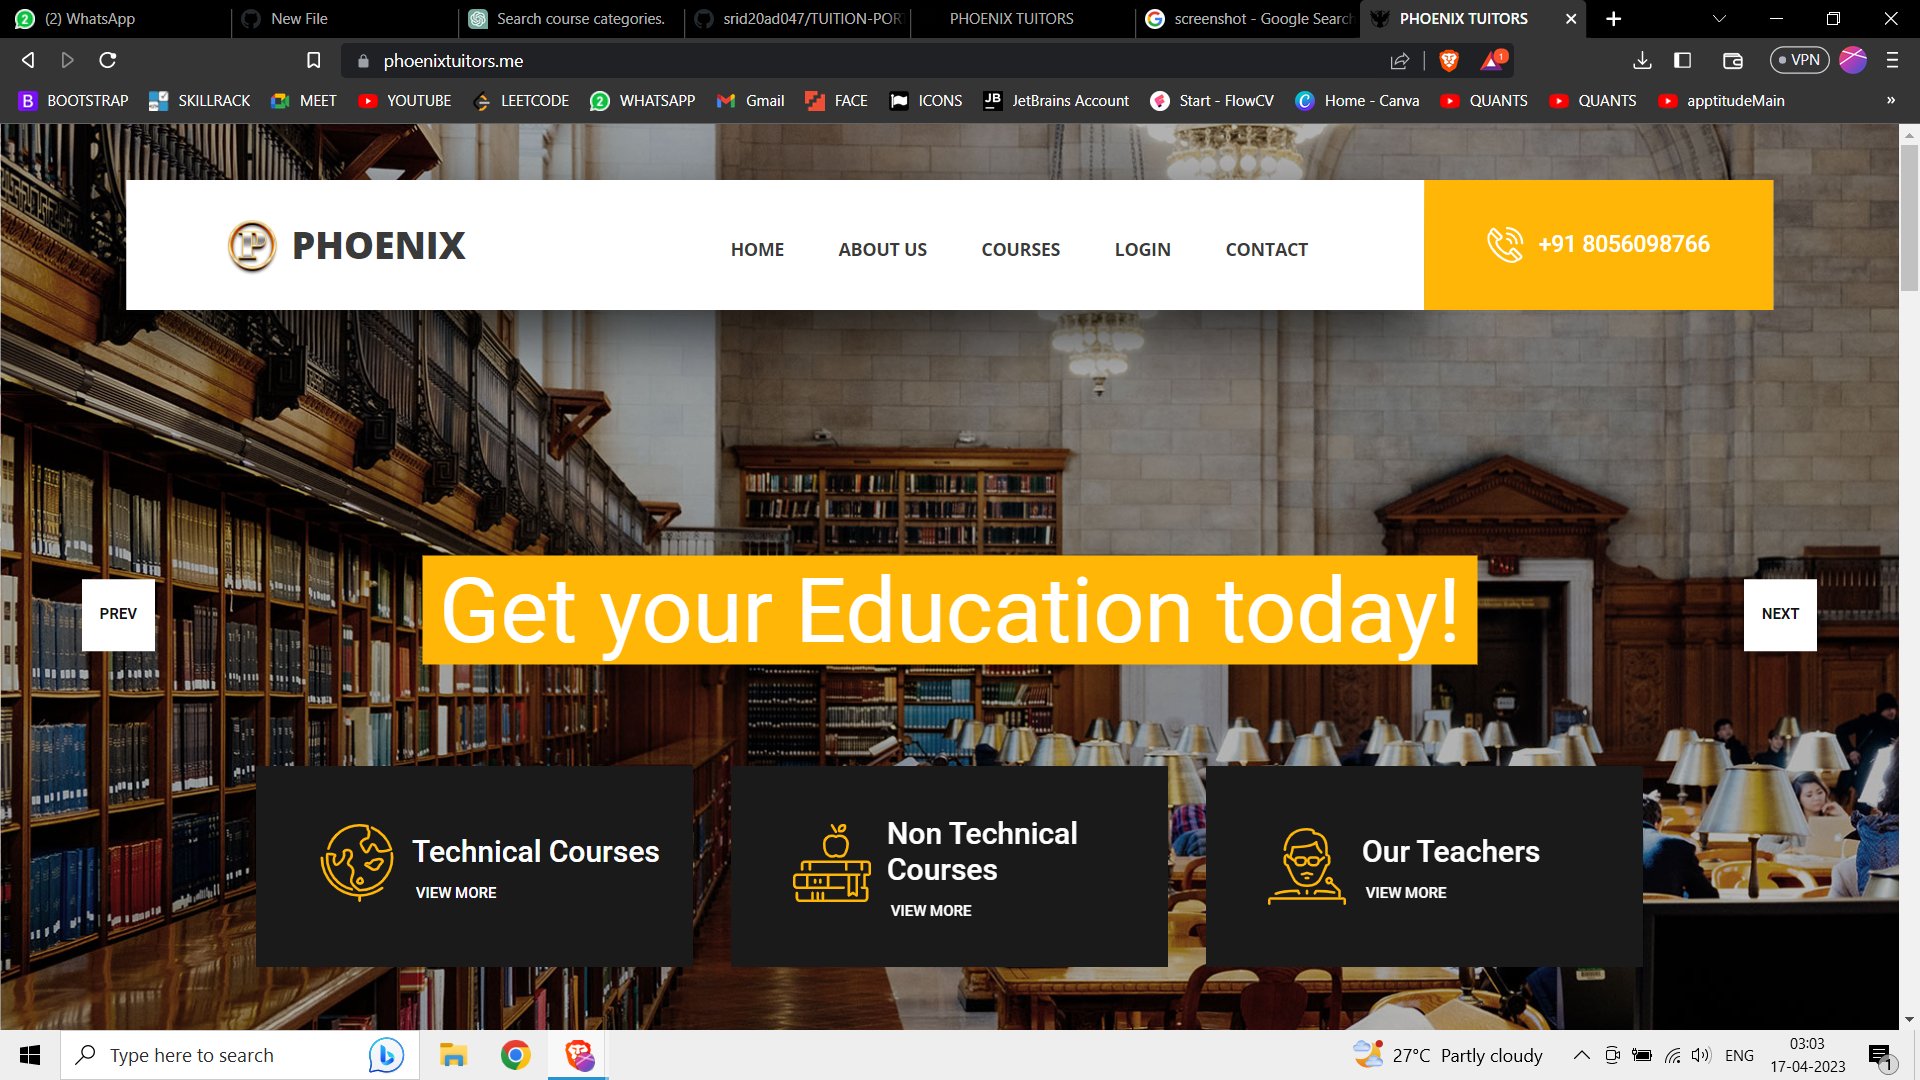 (2) WhatsApp
New File
Search course categories.
srid20ad047/TUITION-POR
PHOENIX TUITORS
screenshot - Google Search
PHOENIX TUITORS
phoenixtuitors.me
1
VPN
BOOTSTRAP
SKILLRACK
MEET
YOUTUBE
LEETCODE
WHATSAPP
Gmail
FACE
ICONS
JetBrains Account
Start - FlowCV
Home - Canva
QUANTS
QUANTS
apptitudeMain
»
PHOENIX
HOME
ABOUT US
COURSES
LOGIN
CONTACT
+91 8056098766
PREV
Get your Education today!
NEXT
Technical Courses
VIEW MORE
Non Technical
Courses
VIEW MORE
Our Teachers
VIEW MORE
Type here to search
27°C Partly cloudy
ENG
03:03
17-04-2023
1